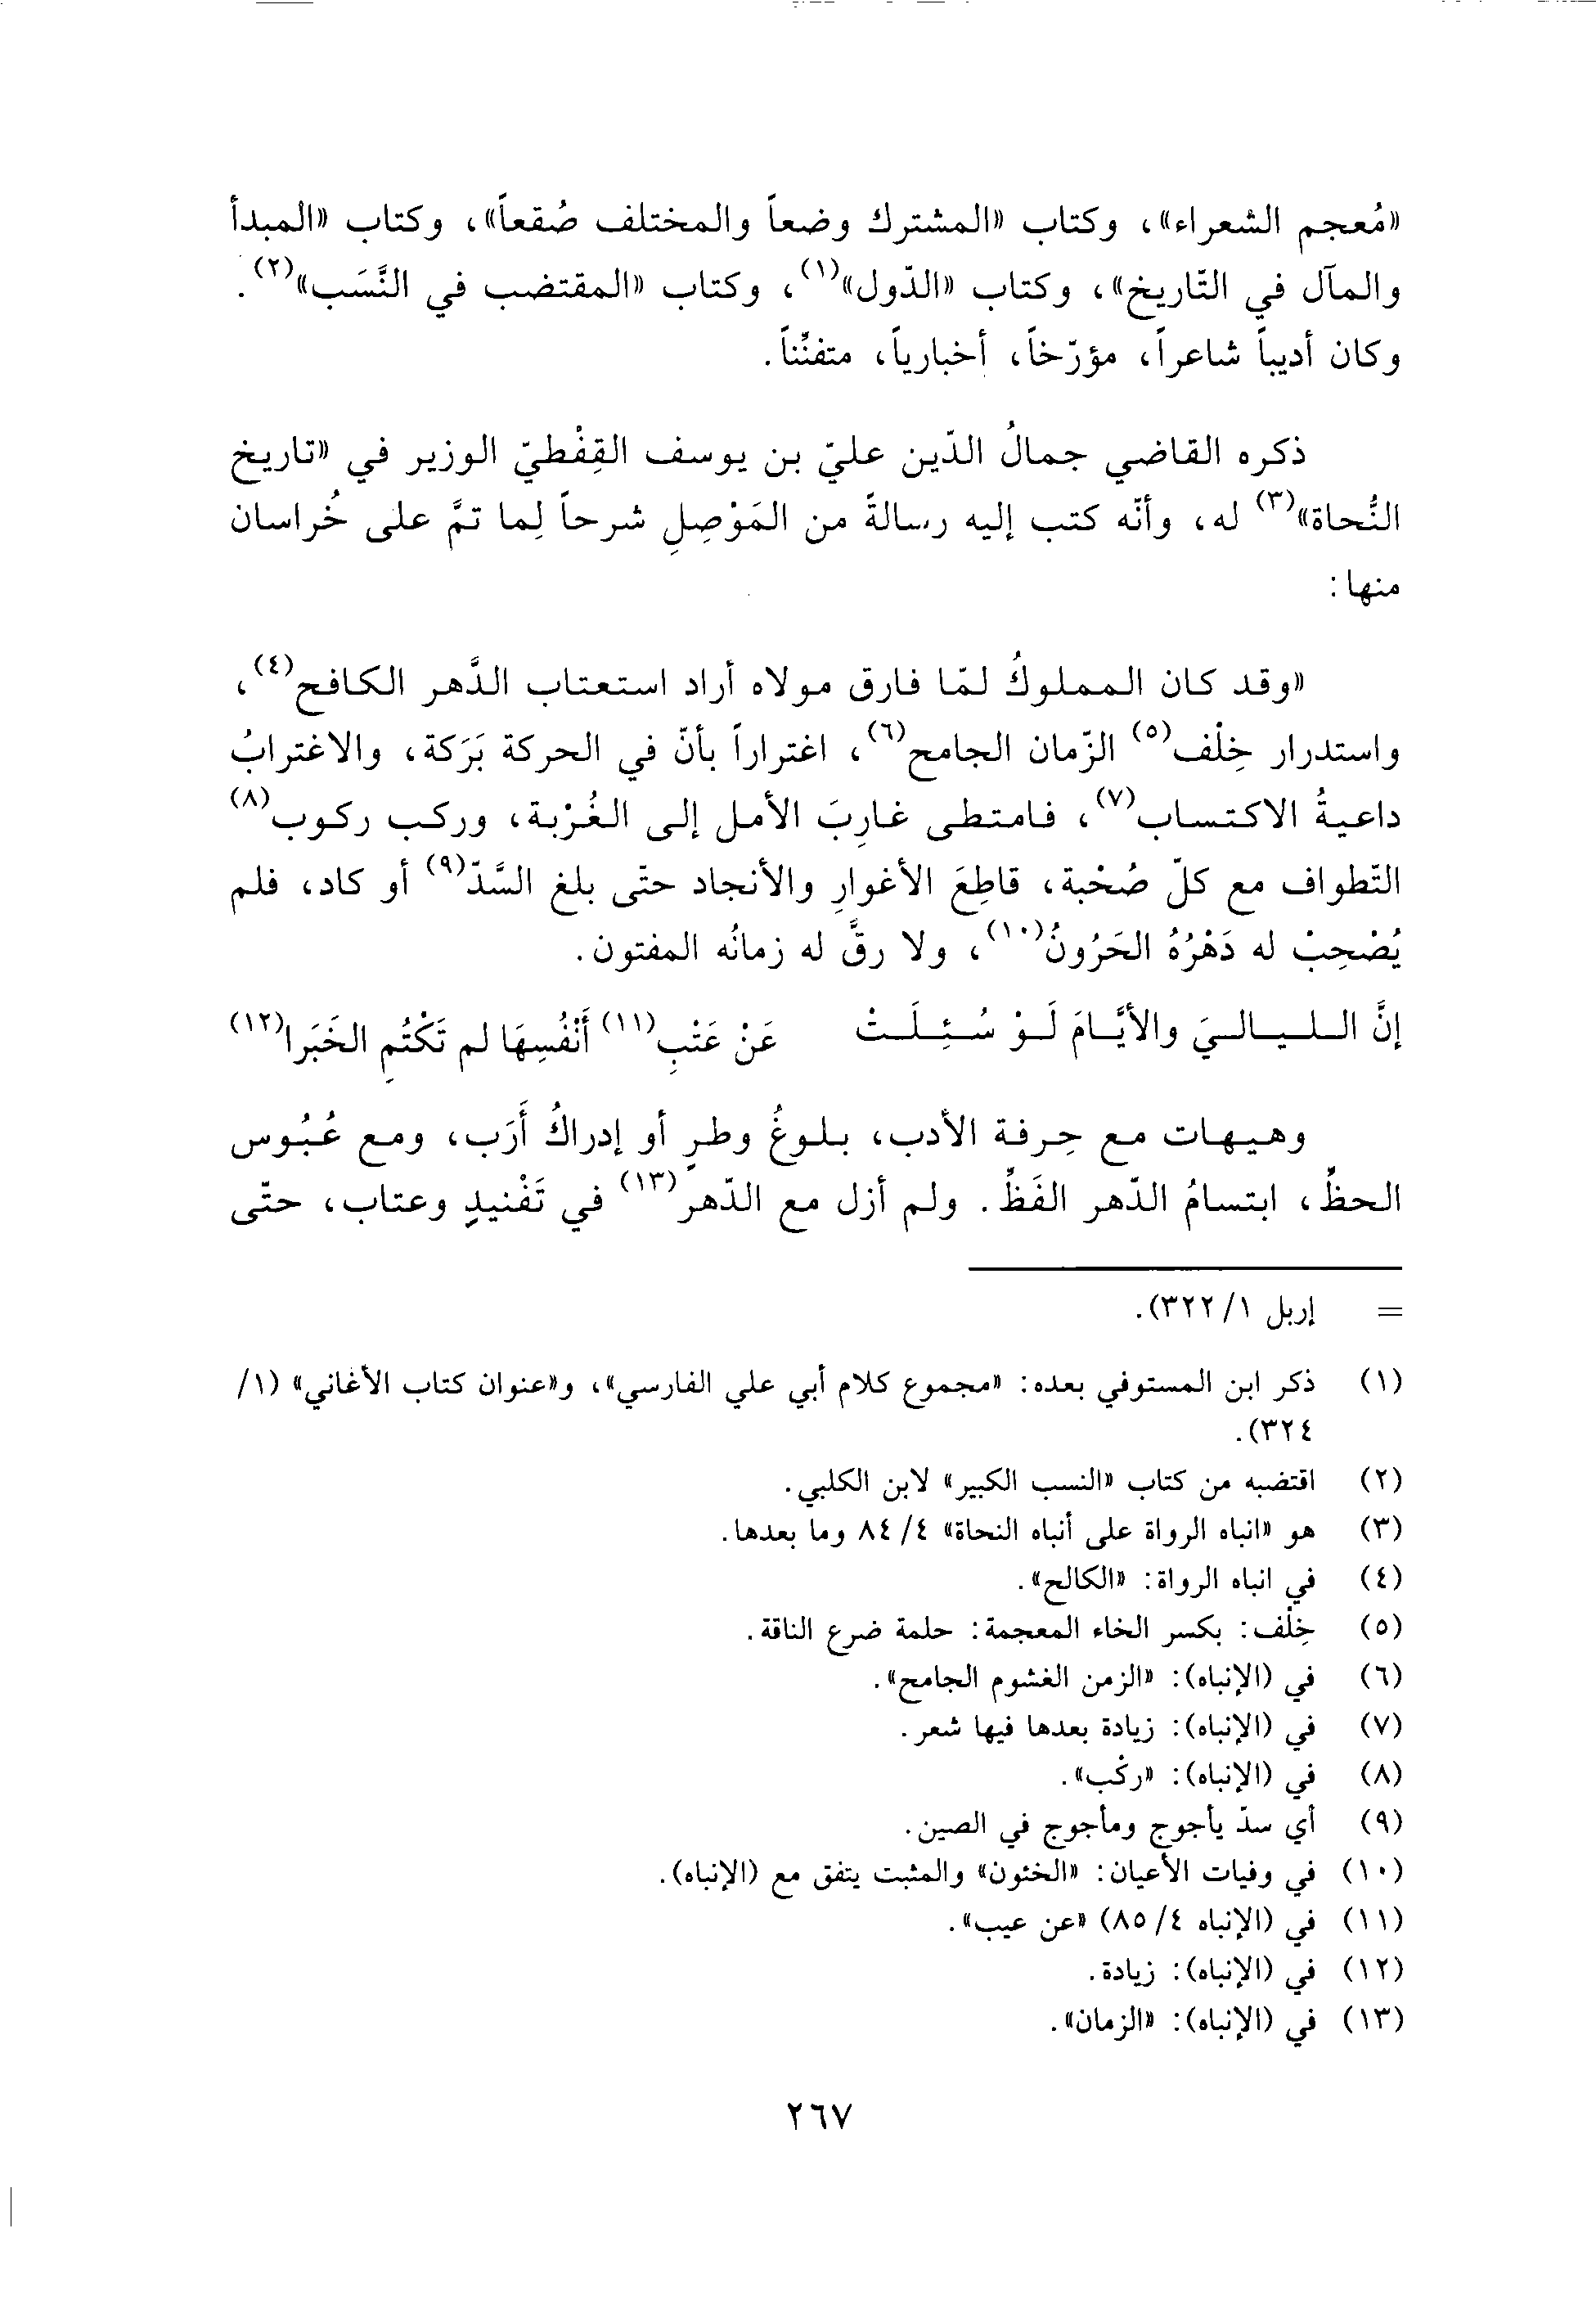 «مُعجم الشعراء»، وكتاب «المشترك وضعاً والمختلف صُقعاً»، وكتاب «المبدأ
والمآل في التّاريخ»، وكتاب «الدّول»(١)، وكتاب «المقتضب في النَّسَب»(٢).
وكان أديباً شاعراً، مؤرّخاً، أخبارياً، متفنِّناً.
ذكره القاضي جمالُ الدّين عليّ بن يوسف القِفْطيّ الوزير في «تاريخ
النُّحاة»(٣) له، وأنّه كتب إليه رسالةً من المَوْصِلِ شرحاً لِما تمَّ على خُراسان
منها:
«وقد كان المملوكُ لمّا فارق مولاه أراد استعتاب الدَّهر الكافح(٤)،
واستدرار خِلْف(٥) الزّمان الجامح(٦)، اغتراراً بأنّ في الحركة بَرَكة، والاغترابُ
داعيةُ الاكتساب(٧)، فامتطى غارِبَ الأمل إلى الغُرْبة، وركب ركوب(٨)
التّطواف مع كلّ صُحْبة، قاطِعَ الأغوارِ والأنجاد حتّى بلغ السَّدّ(٩) أو كاد، فلم
يُصْحِبْ له دَهْرُهُ الحَرُونُ(١٠)، ولا رقَّ له زمانُه المفتون.
إنَّ الليالِيَ والأيَّامَ لَوْ سُئِلَتْ عَنْ عَتْبِ(١١) أَنْفُسِهَا لم تَكْتُمِ الخَبَرا(١٢)
وهيهات مع حِرفة الأدب، بلوغُ وطرٍ أو إدراكُ أَرَب، ومع عُبُوس
الحظِّ، ابتسامُ الدّهر الفَظِّ. ولم أزل مع الدّهر(١٣) في تَفْنيدٍ وعتاب، حتّى
= إربل ١/ ٣٢٢).
(١) ذكر ابن المستوفي بعده: «مجموع كلام أبي علي الفارسي»، و«عنوان كتاب الأغاني» (١/
٣٢٤).
(٢) اقتضبه من كتاب «النسب الكبير» لابن الكلبي.
(٣) هو «انباه الرواة على أنباه النحاة» ٤/ ٨٤ وما بعدها.
(٤) في انباه الرواة: «الكالح».
(٥) خِلْف: بكسر الخاء المعجمة: حلمة ضرع الناقة.
(٦) في (الإنباه): «الزمن الغشوم الجامح».
(٧) في (الإنباه): زيادة بعدها فيها شعر.
(٨) في (الإنباه): «ركْب».
(٩) أي سدّ يأجوج ومأجوج في الصين.
(١٠) في وفيات الأعيان: «الخئون» والمثبت يتفق مع (الإنباه).
(١١) في (الإنباه ٤/ ٨٥) «عن عيب».
(١٢) في (الإنباه): زيادة.
(١٣) في (الإنباه): «الزمان».
٢٦٧